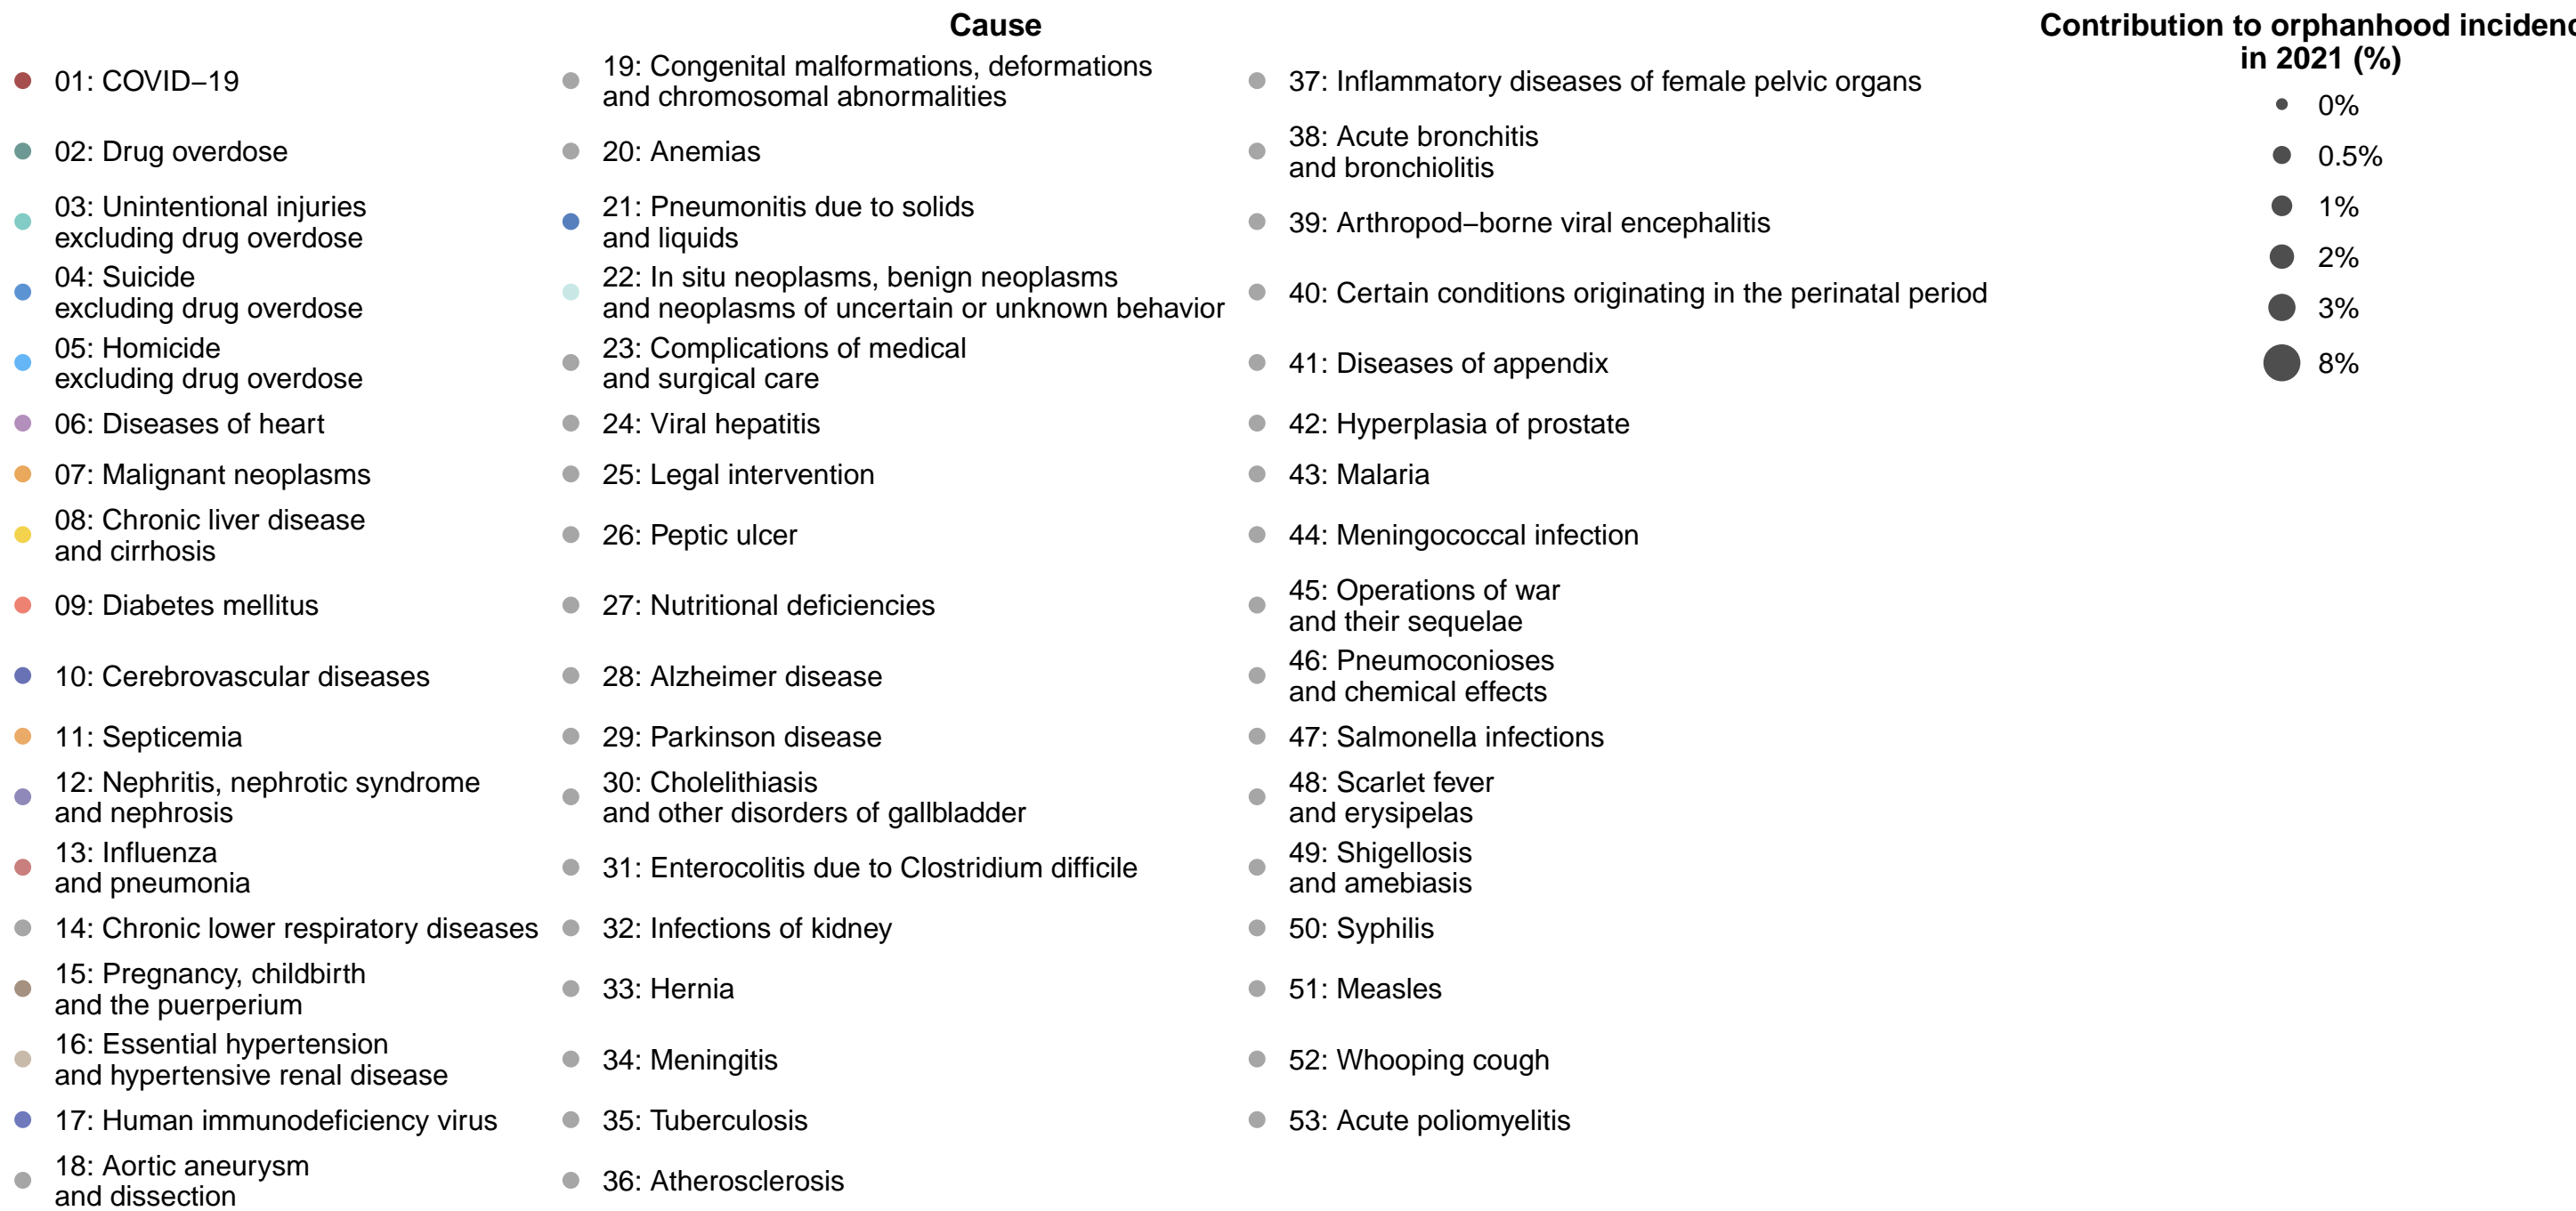 Cause
01: COVID–19
02: Drug overdose
03: Unintentional injuries
excluding drug overdose
04: Suicide
excluding drug overdose
05: Homicide
excluding drug overdose
06: Diseases of heart
07: Malignant neoplasms
08: Chronic liver disease
and cirrhosis
09: Diabetes mellitus
10: Cerebrovascular diseases
11: Septicemia
12: Nephritis, nephrotic syndrome
and nephrosis
13: Influenza
and pneumonia
14: Chronic lower respiratory diseases
15: Pregnancy, childbirth
and the puerperium
16: Essential hypertension
and hypertensive renal disease
17: Human immunodeficiency virus
18: Aortic aneurysm
and dissection
19: Congenital malformations, deformations
and chromosomal abnormalities
20: Anemias
21: Pneumonitis due to solids
and liquids
22: In situ neoplasms, benign neoplasms
and neoplasms of uncertain or unknown behavior
23: Complications of medical
and surgical care
24: Viral hepatitis
25: Legal intervention
26: Peptic ulcer
27: Nutritional deficiencies
28: Alzheimer disease
29: Parkinson disease
30: Cholelithiasis
and other disorders of gallbladder
31: Enterocolitis due to Clostridium difficile
32: Infections of kidney
33: Hernia
34: Meningitis
35: Tuberculosis
36: Atherosclerosis
37: Inflammatory diseases of female pelvic organs
38: Acute bronchitis
and bronchiolitis
39: Arthropod–borne viral encephalitis
40: Certain conditions originating in the perinatal period
41: Diseases of appendix
42: Hyperplasia of prostate
43: Malaria
44: Meningococcal infection
45: Operations of war
and their sequelae
46: Pneumoconioses
and chemical effects
47: Salmonella infections
48: Scarlet fever
and erysipelas
49: Shigellosis
and amebiasis
50: Syphilis
51: Measles
52: Whooping cough
53: Acute poliomyelitis
Contribution to orphanhood
in 2021 (%)
0%
0.5%
1%
2%
3%
8%